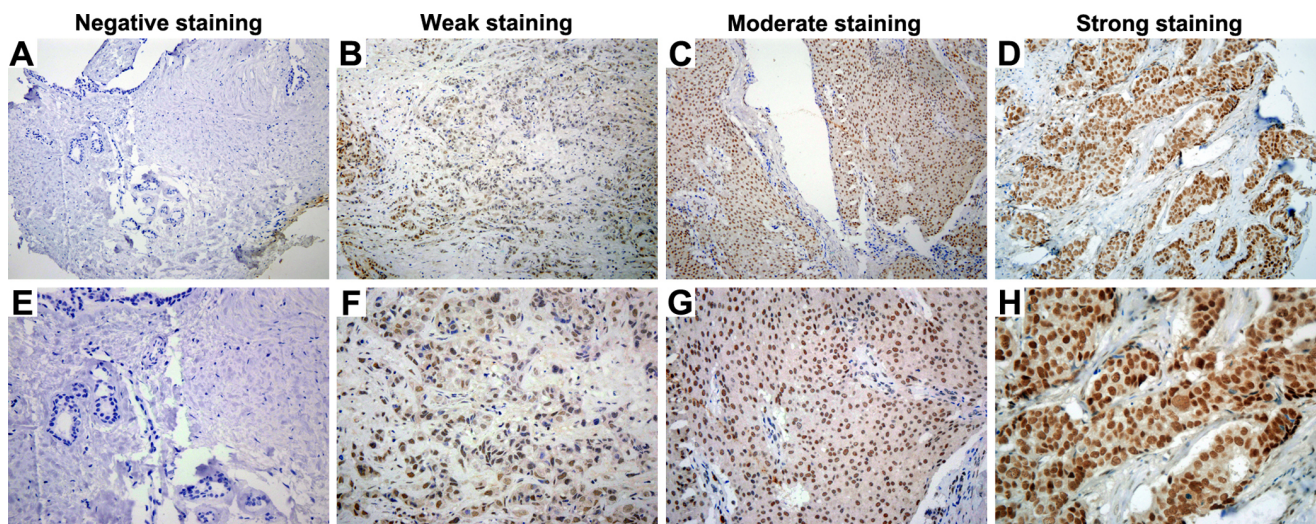 Negative staining
Weak staining
Moderate staining
Strong staining
A
B
C
D
E
F
G
H